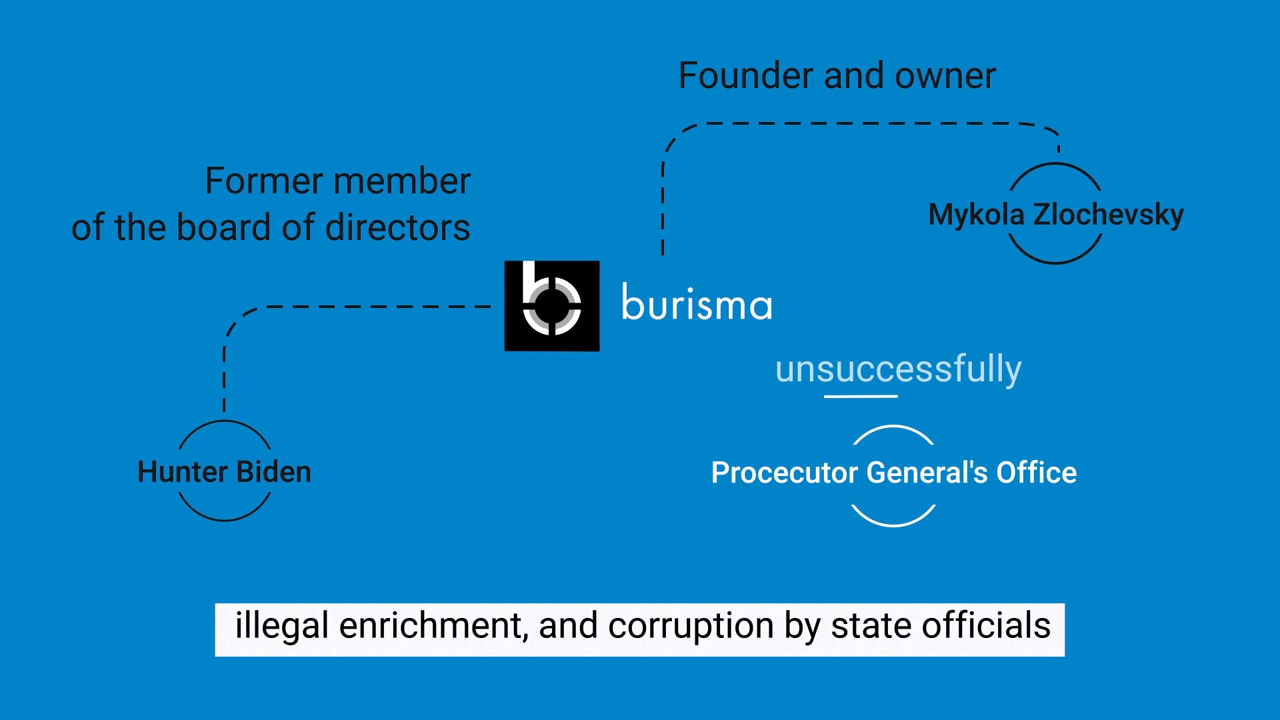 Founder and owner
Former member
of the board of directors
Mykola Zlochevsky
burisma
unsuccessfully
Hunter Biden
Procecutor General's Office
illegal enrichment, and corruption by state officials